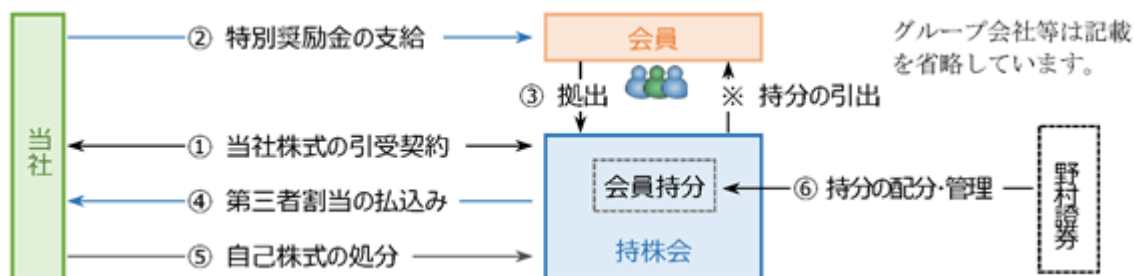 ② 特別奨励金の支給
会員
グループ会社等は記載
を省略しています。
③ 拠出
※ 持分の引出
当社
① 当社株式の引受契約
会員持分
⑥ 持分の配分・管理
野村證券
④ 第三者割当の払込み
持株会
⑤ 自己株式の処分